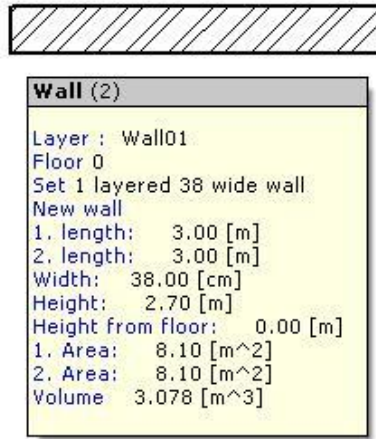 Wall (2)
Layer : Wall01
Floor 0
Set 1 layered 38 wide wall
New wall
1. length: 3.00 [m]
2. length: 3.00 [m]
Width: 38.00 [cm]
Height: 2.70 [m]
Height from floor: 0.00 [m]
1. Area: 8.10 [m^2]
2. Area: 8.10 [m^2]
Volume 3.078 [m^3]